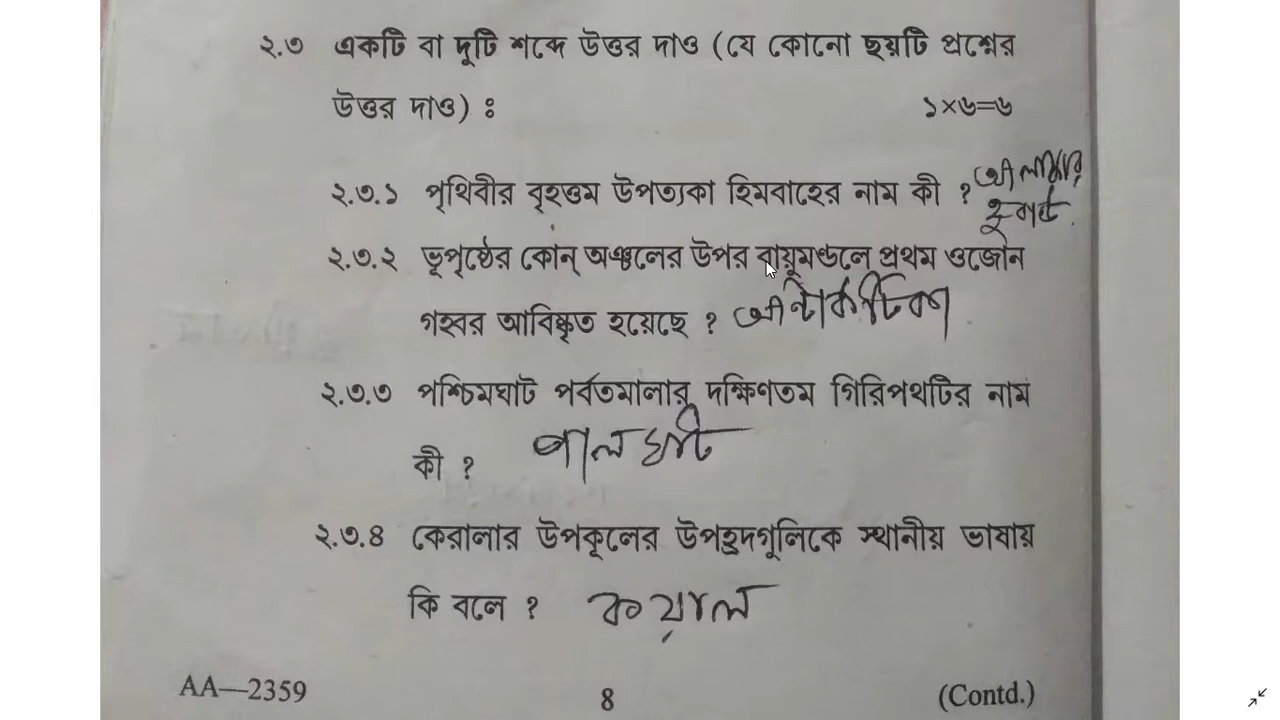 ২.৩ একটি বা দুটি শব্দে উত্তর দাও (যে কোনো ছয়টি প্রশ্নের
উত্তর দাও) : ১×৬=৬
২.৩.১ পৃথিবীর বৃহত্তম উপত্যকা হিমবাহের নাম কী ? আলাস্কার
হুবার্ড
২.৩.২ ভূপৃষ্ঠের কোন্ অঞ্চলের উপর বায়ুমণ্ডলে প্রথম ওজোন
গহ্বর আবিষ্কৃত হয়েছে ? আন্টার্কটিকা
২.৩.৩ পশ্চিমঘাট পর্বতমালার দক্ষিণতম গিরিপথটির নাম
কী ? পালঘাট
২.৩.৪ কেরালার উপকূলের উপহ্রদগুলিকে স্থানীয় ভাষায়
কি বলে ? কয়াল
AA—2359 8 (Contd.)